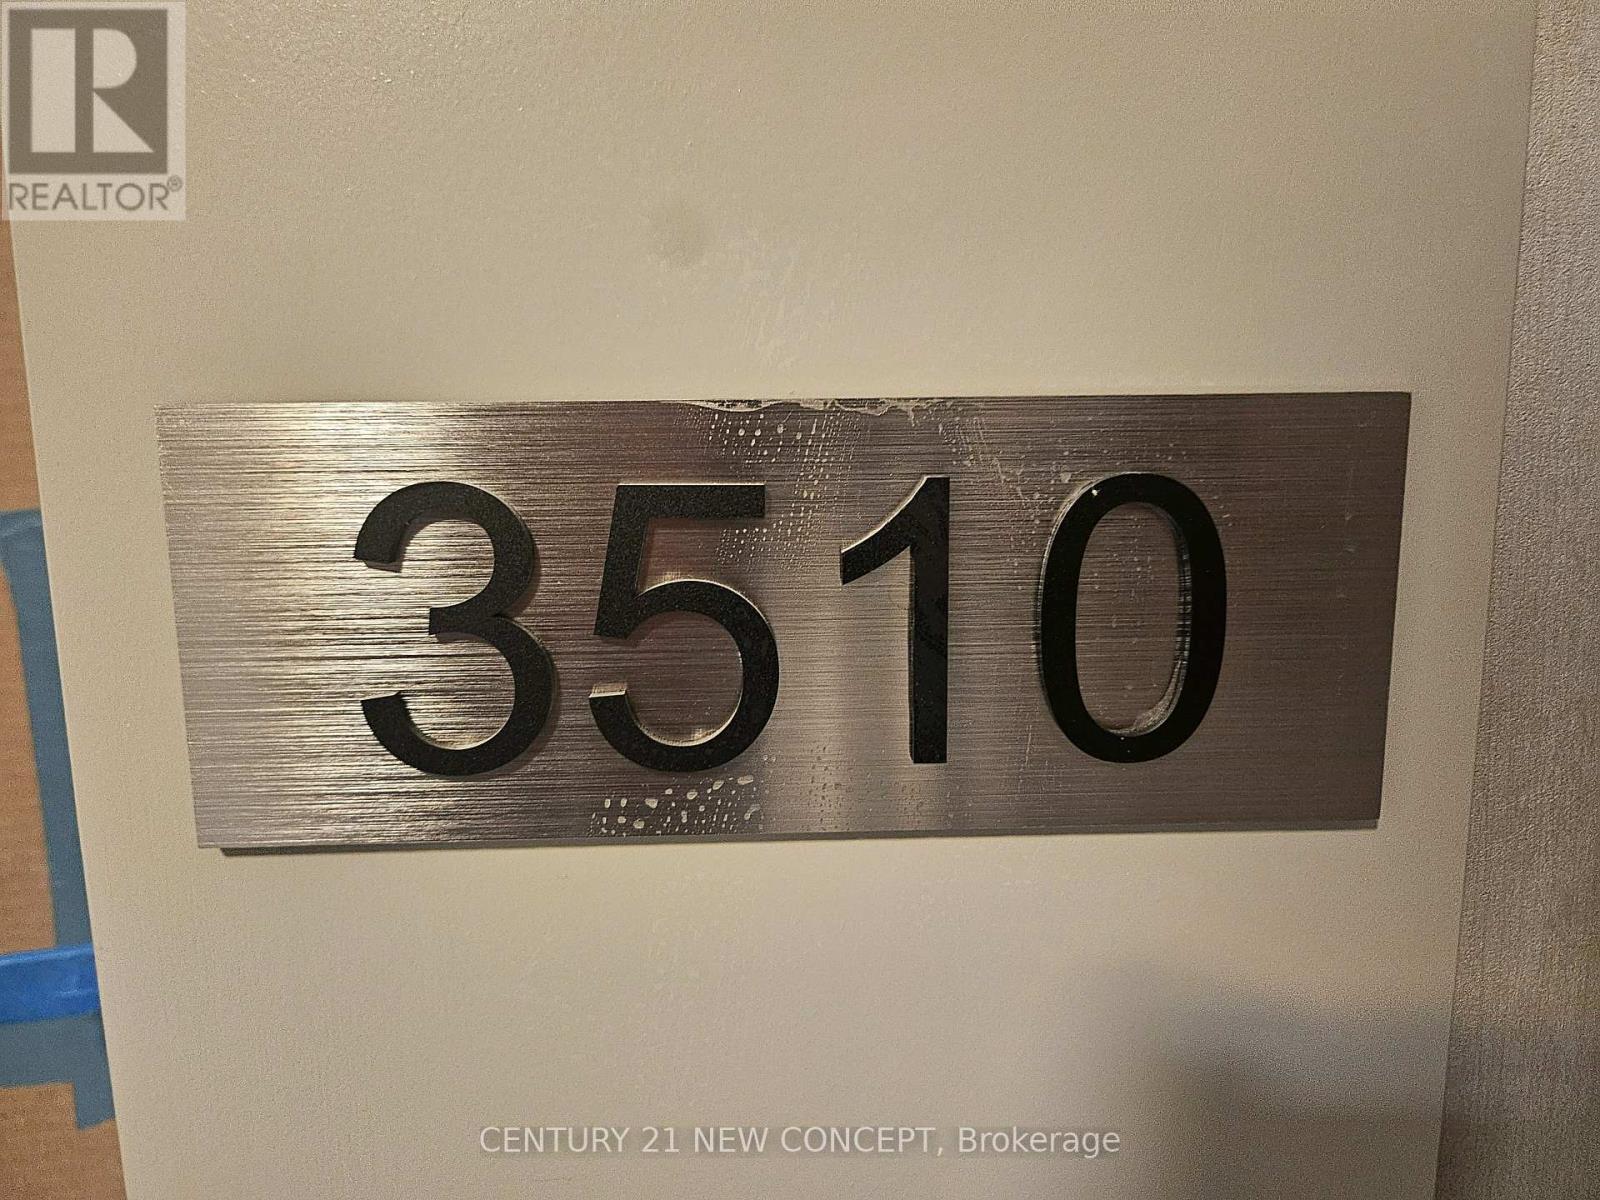 REALTOR®
3510
CENTURY 21 NEW CONCEPT, Brokerage